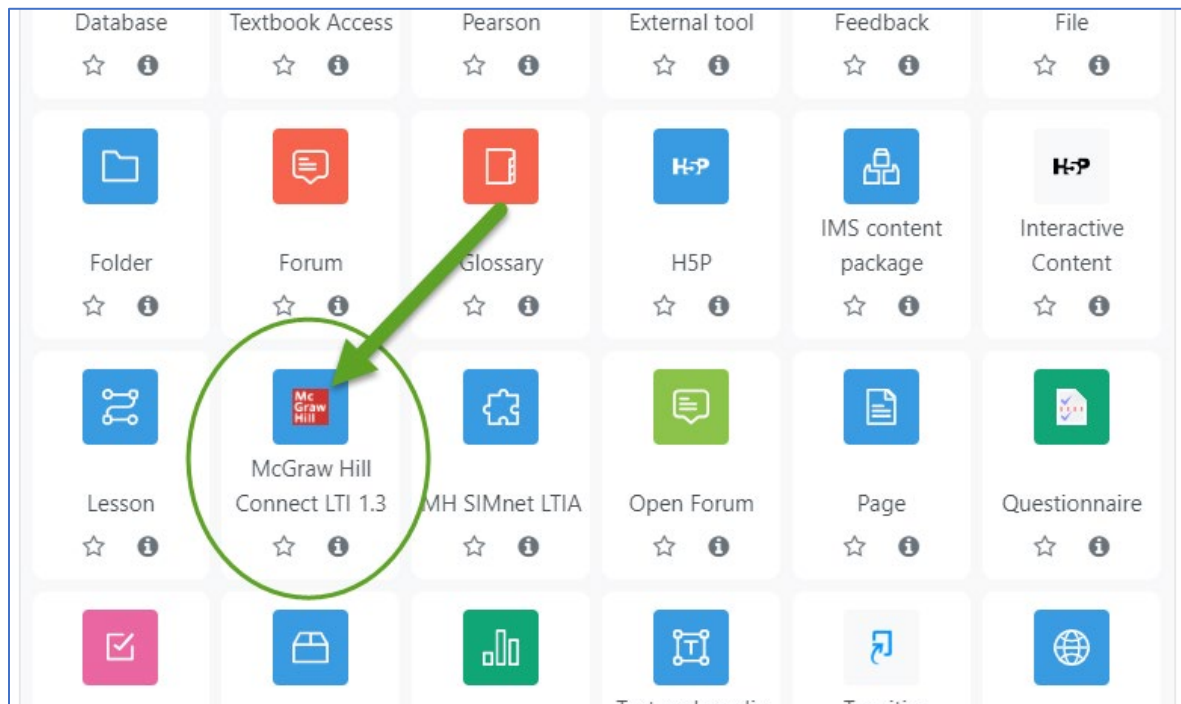 Database
Textbook Access
Pearson
External tool
Feedback
File
H5P
H5P
Folder
Forum
Glossary
H5P
IMS content
package
Interactive
Content
Mc
Graw
Hill
Lesson
McGraw Hill
Connect LTI 1.3
MH SIMnet LTIA
Open Forum
Page
Questionnaire
T